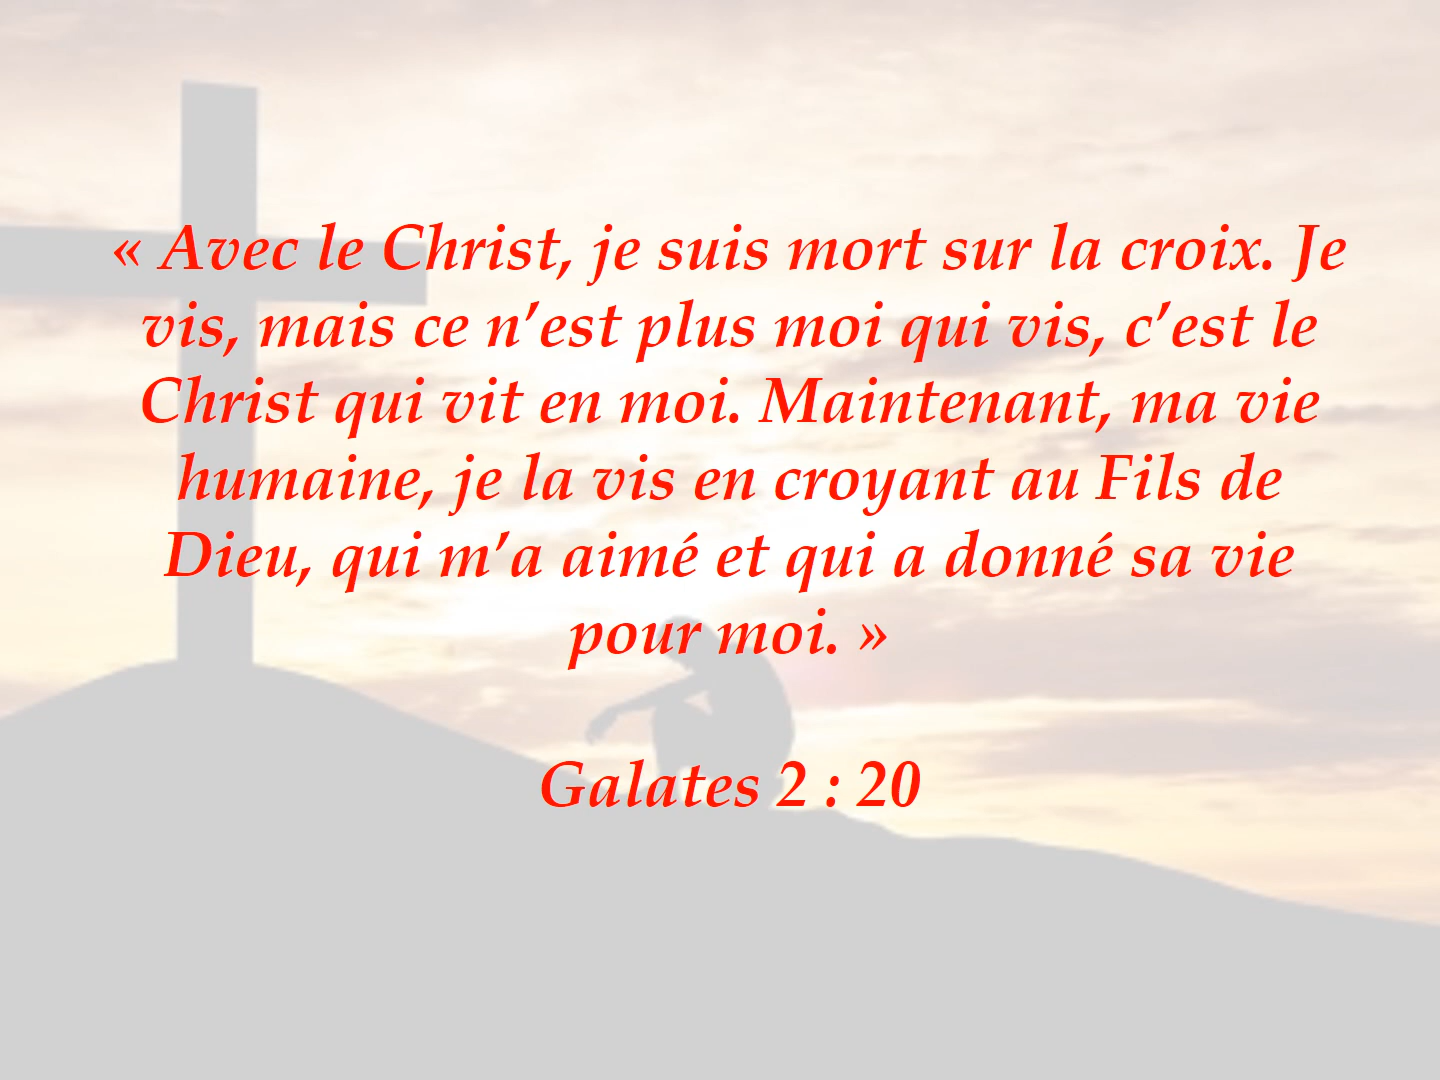 « Avec le Christ, je suis mort sur la croix. Je
vis, mais ce n’est plus moi qui vis, c’est le
Christ qui vit en moi. Maintenant, ma vie
humaine, je la vis en croyant au Fils de
Dieu, qui m’a aimé et qui a donné sa vie
pour moi. »
Galates 2 : 20